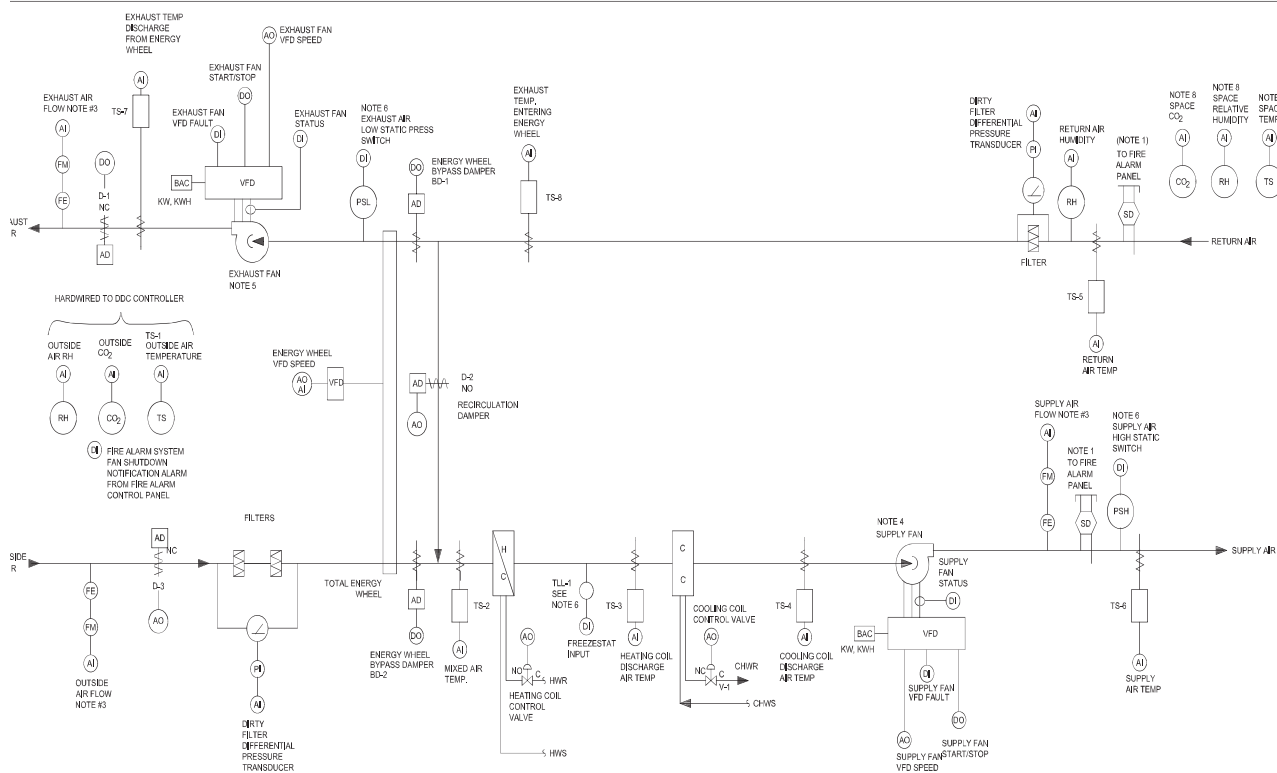 EXHAUST TEMP
DISCHARGE
FROM ENERGY
WHEEL
AI
TS-7
EXHAUST AIR
FLOW NOTE #3
AI
FM
FE
DO
D-1
NC
AD
EXHAUST FAN
VFD SPEED
AO
EXHAUST FAN
START/STOP
DO
EXHAUST FAN
VFD FAULT
DI
EXHAUST FAN
STATUS
DI
BAC
VFD
KW, KWH
EXHAUST FAN
NOTE 5
NOTE 6
EXHAUST AIR
LOW STATIC PRESS
SWITCH
DI
PSL
DO
ENERGY WHEEL
BYPASS DAMPER
BD-1
AD
EXHAUST
TEMP,
ENTERING
ENERGY
WHEEL
AI
TS-8
DIRTY
FILTER
DIFFERENTIAL
PRESSURE
TRANSDUCER
AI
PI
FILTER
RETURN AIR
HUMIDITY
AI
RH
(NOTE 1)
TO FIRE
ALARM
PANEL
SD
NOTE 8
SPACE
CO2
AI
CO2
NOTE 8
SPACE
RELATIVE
HUMIDITY
AI
RH
AI
TS
RETURN AIR
TS-5
AI
RETURN
AIR TEMP
HARDWIRED TO DDC CONTROLLER
OUTSIDE
AIR RH
AI
RH
OUTSIDE
CO2
AI
CO2
TS-1
OUTSIDE AIR
TEMPERATURE
AI
TS
DI
FIRE ALARM SYSTEM
FAN SHUTDOWN
NOTIFICATION ALARM
FROM FIRE ALARM
CONTROL PANEL
ENERGY WHEEL
VFD SPEED
AO
AI
VFD
AD
D-2
NO
RECIRCULATION
DAMPER
AO
AD
NC
D-3
AO
FILTERS
FE
FM
AI
OUTSIDE
AIR FLOW
NOTE #3
PI
AI
DIRTY
FILTER
DIFFERENTIAL
PRESSURE
TRANSDUCER
TOTAL ENERGY
WHEEL
AD
DO
ENERGY WHEEL
BYPASS DAMPER
BD-2
TS-2
AI
MIXED AIR
TEMP.
H
C
AO
NO
C
HWR
HEATING COIL
CONTROL
VALVE
HWS
TLL-1
SEE
NOTE 6
DI
FREEZESTAT
INPUT
TS-3
AI
HEATING COIL
DISCHARGE
AIR TEMP
C
C
COOLING COIL
CONTROL VALVE
AO
NC
C
V-1
CHWR
CHWS
TS-4
AI
COOLING COIL
DISCHARGE
AIR TEMP
NOTE 4
SUPPLY FAN
SUPPLY
FAN
STATUS
DI
BAC
VFD
KW, KWH
DI
SUPPLY FAN
VFD FAULT
DO
SUPPLY FAN
START/STOP
AO
SUPPLY FAN
VFD SPEED
SUPPLY AIR
FLOW NOTE #3
AI
FM
FE
NOTE 1
TO FIRE
ALARM
PANEL
SD
NOTE 6
SUPPLY AIR
HIGH STATIC
SWITCH
DI
PSH
SUPPLY AIR
TS-6
AI
SUPPLY
AIR TEMP